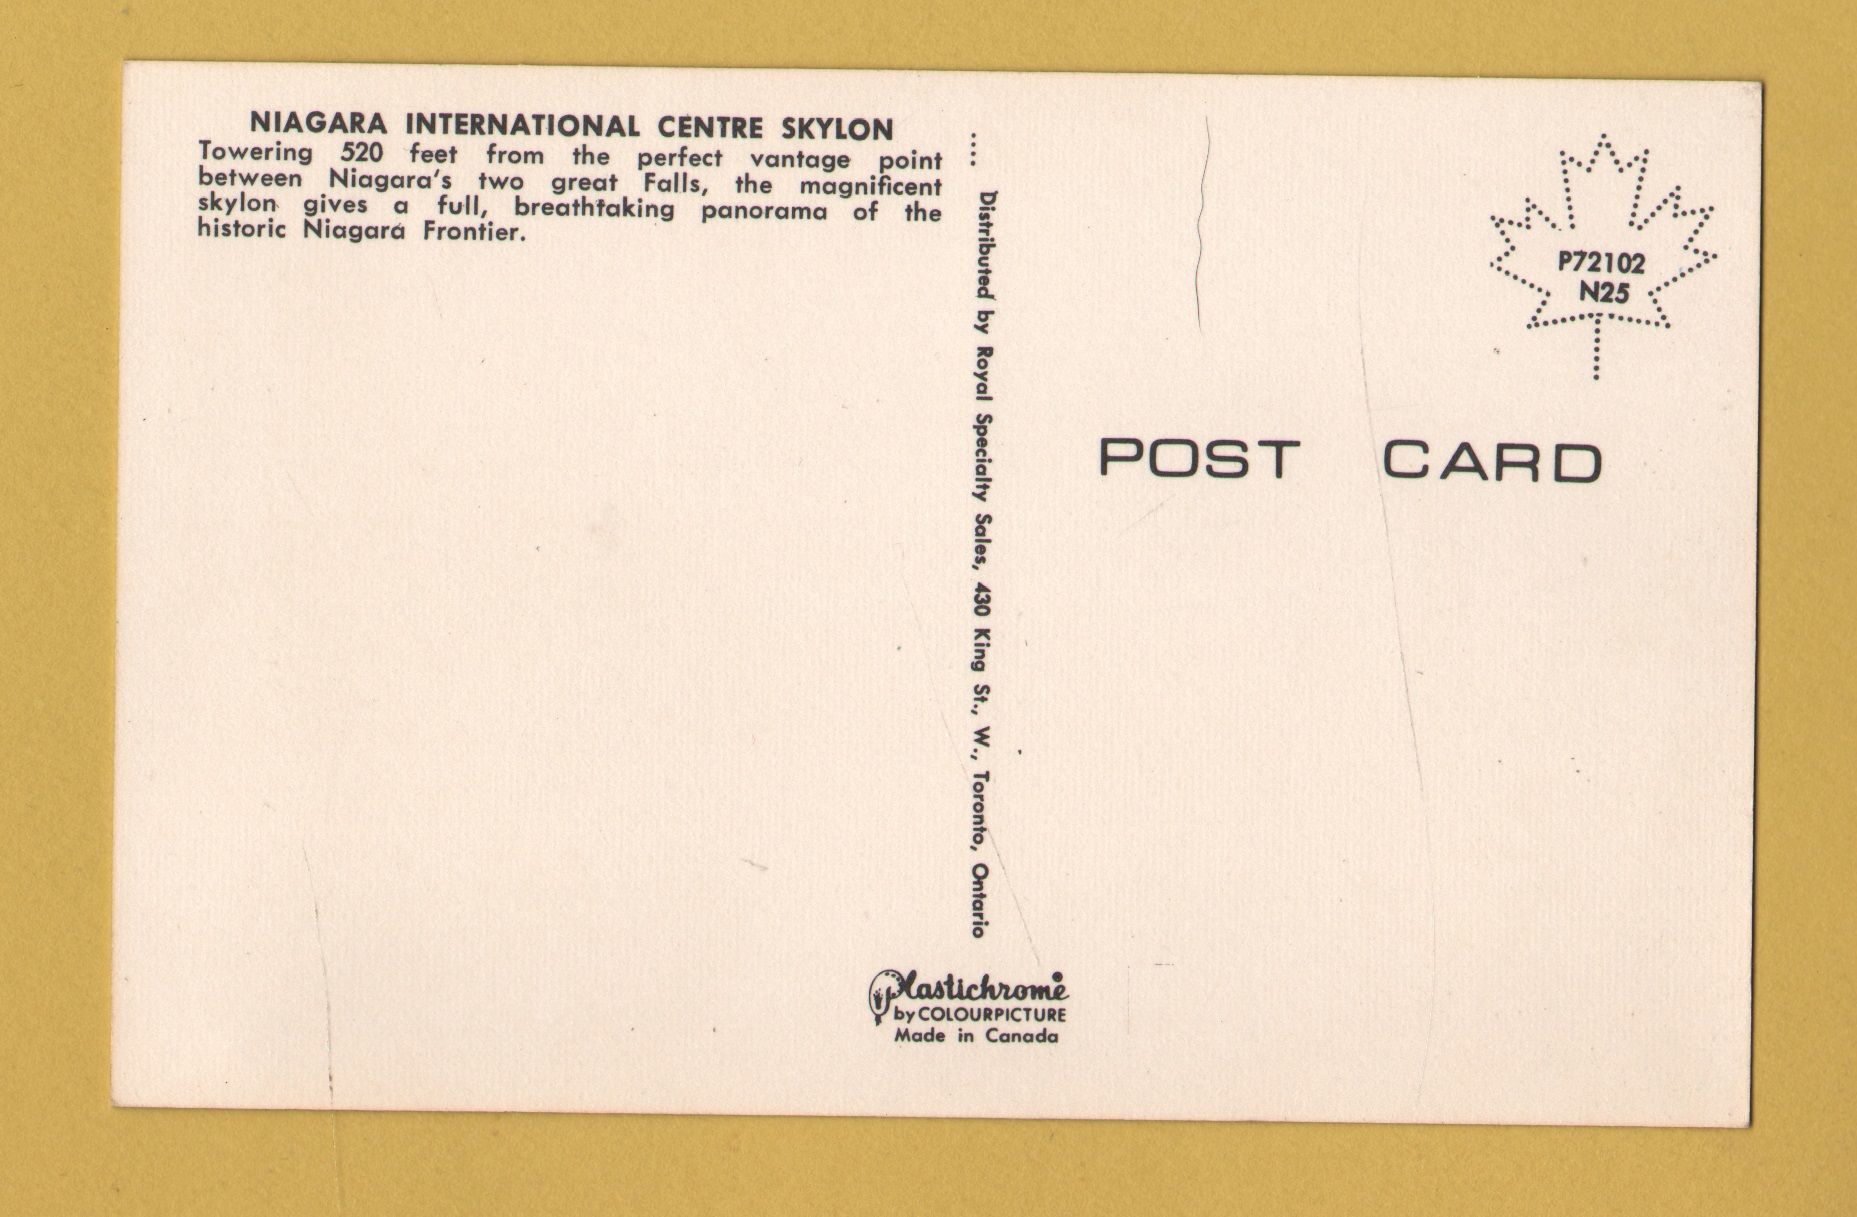 NIAGARA INTERNATIONAL CENTRE SKYLON
Towering 520 feet from the perfect vantage point
between Niagara's two great Falls, the magnificent
skylon gives a full, breathtaking panorama of the
historic Niagara Frontier.
.... Distributed by Royal Specialty Sales, 430 King St., W., Toronto, Ontario
P72102
N25
POST CARD
Plastichrome
by COLOURPICTURE
Made in Canada